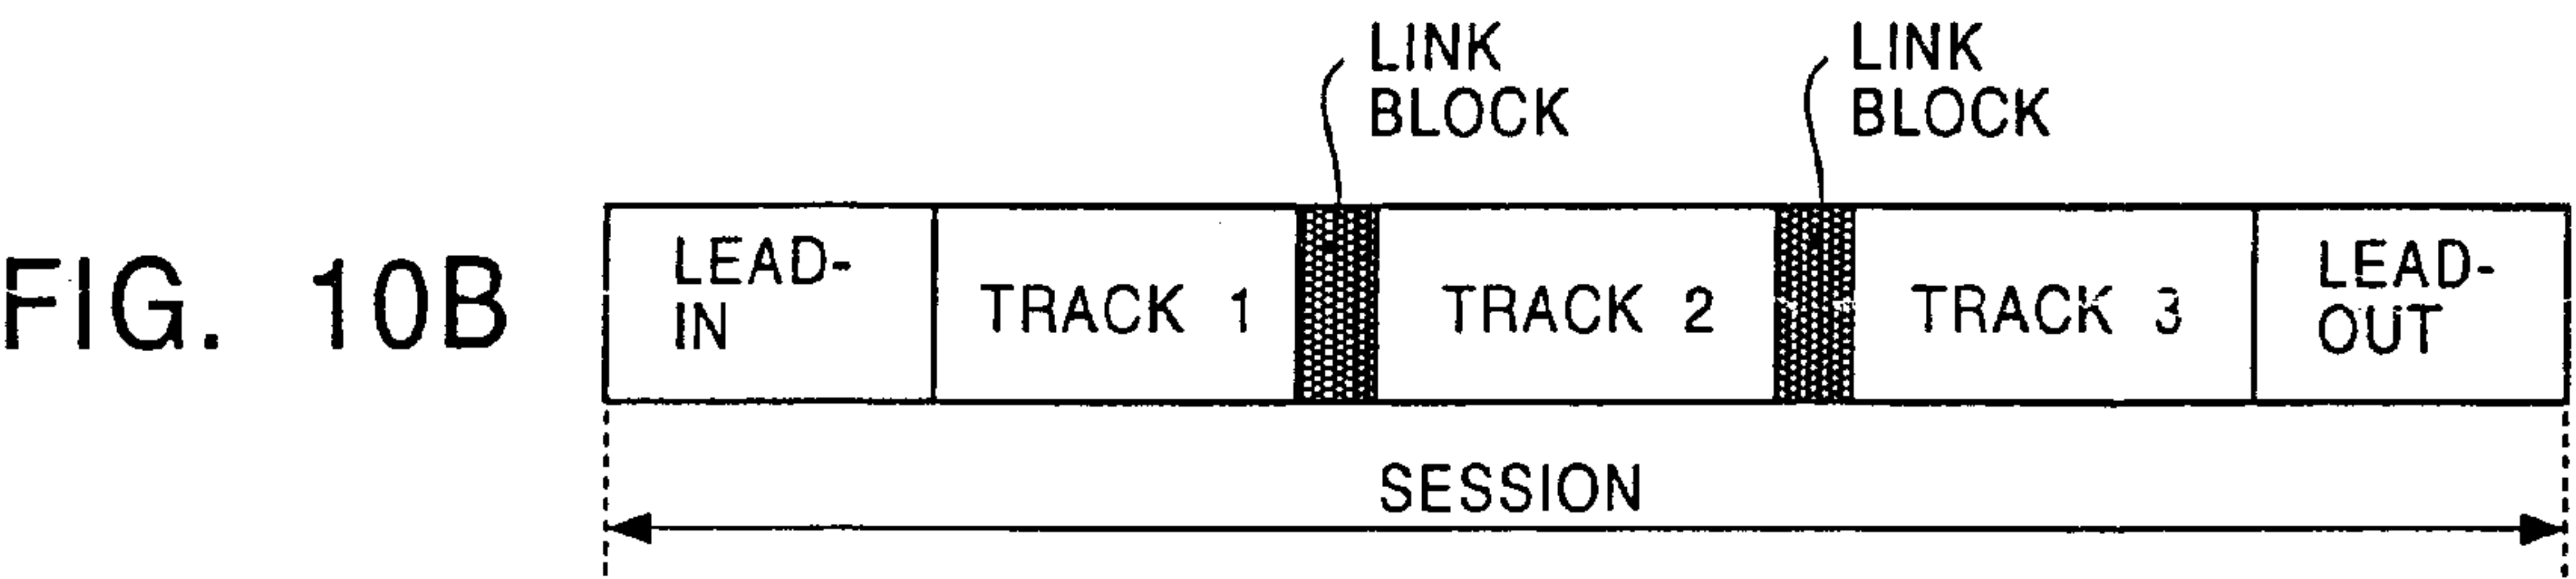 LINK
BLOCK
LINK
BLOCK
FIG. 10B
LEAD-
IN
TRACK 1
TRACK 2
TRACK 3
LEAD-
OUT
SESSION